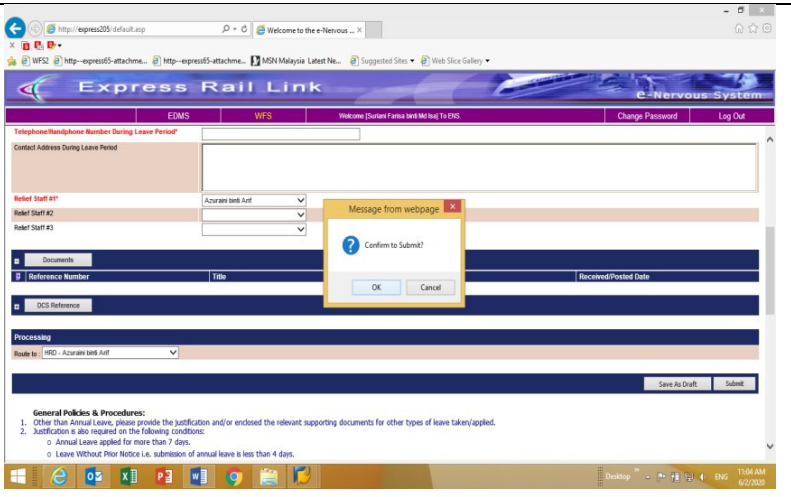 http://express205/default.asp
Welcome to the e-Nervous ...
WFS2 http--express65-attachme... http--express65-attachme... MSN Malaysia Latest Ne... Suggested Sites Web Slice Gallery
Express Rail Link
e-Nervous System
EDMS WFS Welcome [Suriani Farisa binti Md Isa] To ENS. Change Password Log Out
Telephone/Handphone Number During Leave Period*
Contact Address During Leave Period
Relief Staff #1* Azuraini binti Arif
Relief Staff #2
Relief Staff #3
Message from webpage
Confirm to Submit?
OK Cancel
Documents
Reference Number Title Received/Posted Date
DCS Reference
Processing
Route to : HRD - Azuraini binti Arif
Save As Draft Submit
General Policies & Procedures:
1. Other than Annual Leave, please provide the justification and/or enclosed the relevant supporting documents for other types of leave taken/applied.
2. Justification is also required on the following conditions:
o Annual Leave applied for more than 7 days.
o Leave Without Prior Notice i.e. submission of annual leave is less than 4 days.
Desktop ENG 11:04 AM
6/2/2020